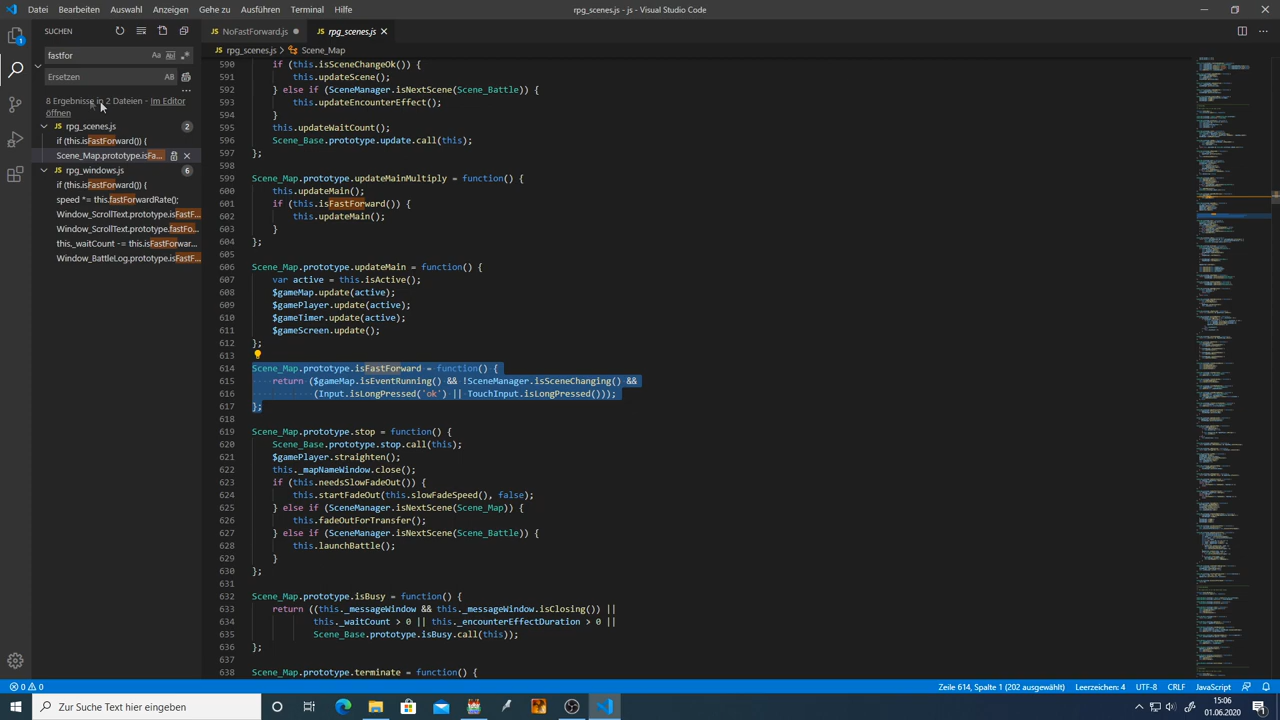 Datei Bearbeiten Auswahl Anzeigen Gehe zu Ausführen Terminal Hilfe
rpg_scenes.js - js - Visual Studio Code
SUCHEN
NoFastForward.js
rpg_scenes.js
rpg_scenes.js > Scene_Map
fastfor
Ersetzen
8 Ergebnisse in 2 Dateien - Im Editor
öffnen
rpg_scenes.js 2
if (this.isFastForward()) {
Scene_Map.prototype.isFa...
rpg_windows.js 6
if (this.isFastForward()) {
speed *= this.fastForwardRate();
Window_ScrollText.prototype.isFastF...
Window_ScrollText.prototype.fastFo...
this._waitCount -= this.isFastForwar...
Window_BattleLog.prototype.isFastF...
590 if (this.isSceneChangeOk()) {
591 this.updateScene();
592 } else if (SceneManager.isNextScene(Scene_Battle)) {
593 this.updateEncounterEffect();
594 }
595 this.updateWaitCount();
596 Scene_Base.prototype.update.call(this);
597 };
598
599 Scene_Map.prototype.updateMainMultiply = function() {
600 this.updateMain();
601 if (this.isFastForward()) {
602 this.updateMain();
603 }
604 };
605
606 Scene_Map.prototype.updateMain = function() {
607 var active = this.isActive();
608 $gameMap.update(active);
609 $gamePlayer.update(active);
610 $gameTimer.update(active);
611 $gameScreen.update();
612 };
613
614 Scene_Map.prototype.isFastForward = function() {
615 return ($gameMap.isEventRunning() && !SceneManager.isSceneChanging() &&
616 (Input.isLongPressed('ok') || TouchInput.isLongPressed()));
617 };
618
619 Scene_Map.prototype.stop = function() {
620 Scene_Base.prototype.stop.call(this);
621 $gamePlayer.straighten();
622 this._mapNameWindow.close();
623 if (this.needsSlowFadeOut()) {
624 this.startFadeOut(this.slowFadeSpeed(), false);
625 } else if (SceneManager.isNextScene(Scene_Map)) {
626 this.fadeOutForTransfer();
627 } else if (SceneManager.isNextScene(Scene_Battle)) {
628 this.launchBattle();
629 }
630 };
631
632 Scene_Map.prototype.isBusy = function() {
633 return ((this._messageWindow && this._messageWindow.isClosing()) ||
634 this._waitCount > 0 || this._encounterEffectDuration > 0 ||
635 Scene_Base.prototype.isBusy.call(this));
636 };
637
638 Scene_Map.prototype.terminate = function() {
0 0
Zeile 614, Spalte 1 (202 ausgewählt) Leerzeichen: 4 UTF-8 CRLF JavaScript
Zur Suche Text hier eingeben
15:06
01.06.2020